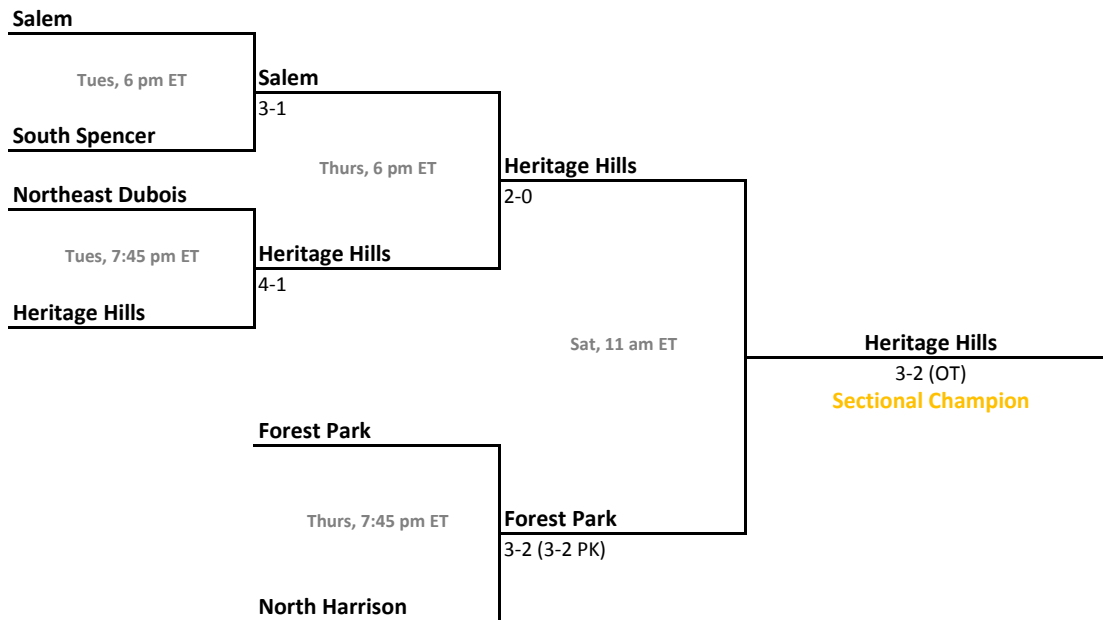 Salem
Tues, 6 pm ET
Salem
3-1
South Spencer
Thurs, 6 pm ET
Heritage Hills
2-0
Northeast Dubois
Tues, 7:45 pm ET
Heritage Hills
4-1
Heritage Hills
Sat, 11 am ET
Heritage Hills
3-2 (OT)
Sectional Champion
Forest Park
Thurs, 7:45 pm ET
Forest Park
3-2 (3-2 PK)
North Harrison